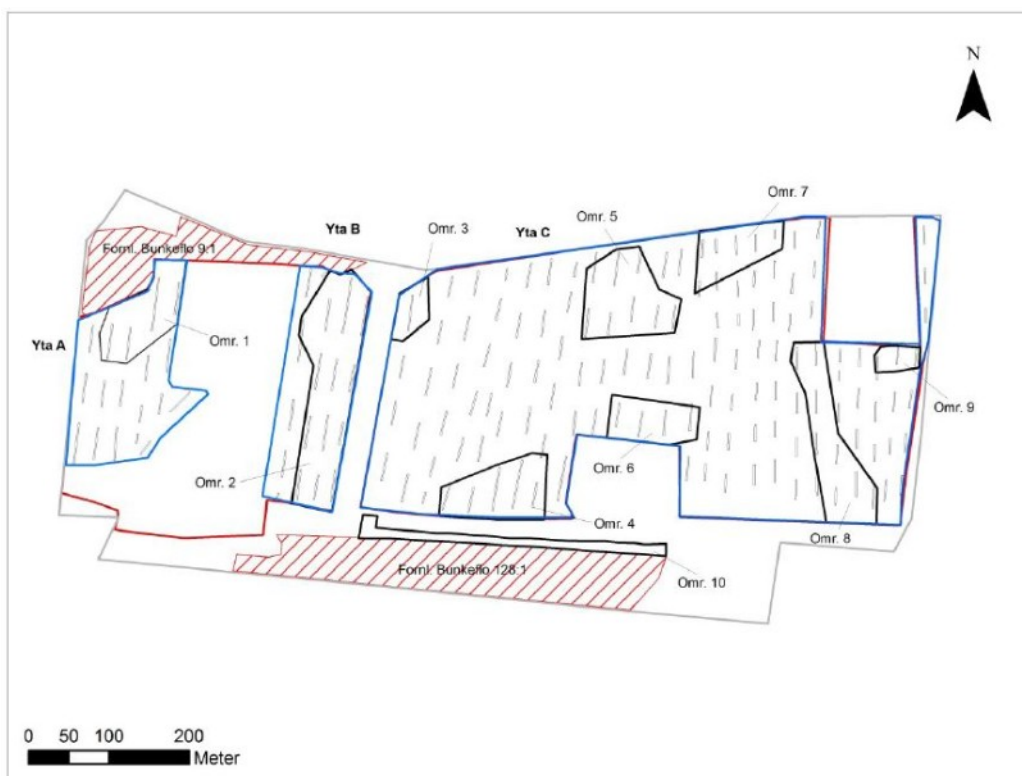 N
Omr. 7
Omr. 5
Yta B
Omr. 3
Yta C
Fornl. Bunkeflo 9:1
Omr. 1
Yta A
Omr. 9
Omr. 6
Omr. 2
Omr. 4
Omr. 8
Fornl. Bunkeflo 128:1
Omr. 10
0 50 100 200
Meter